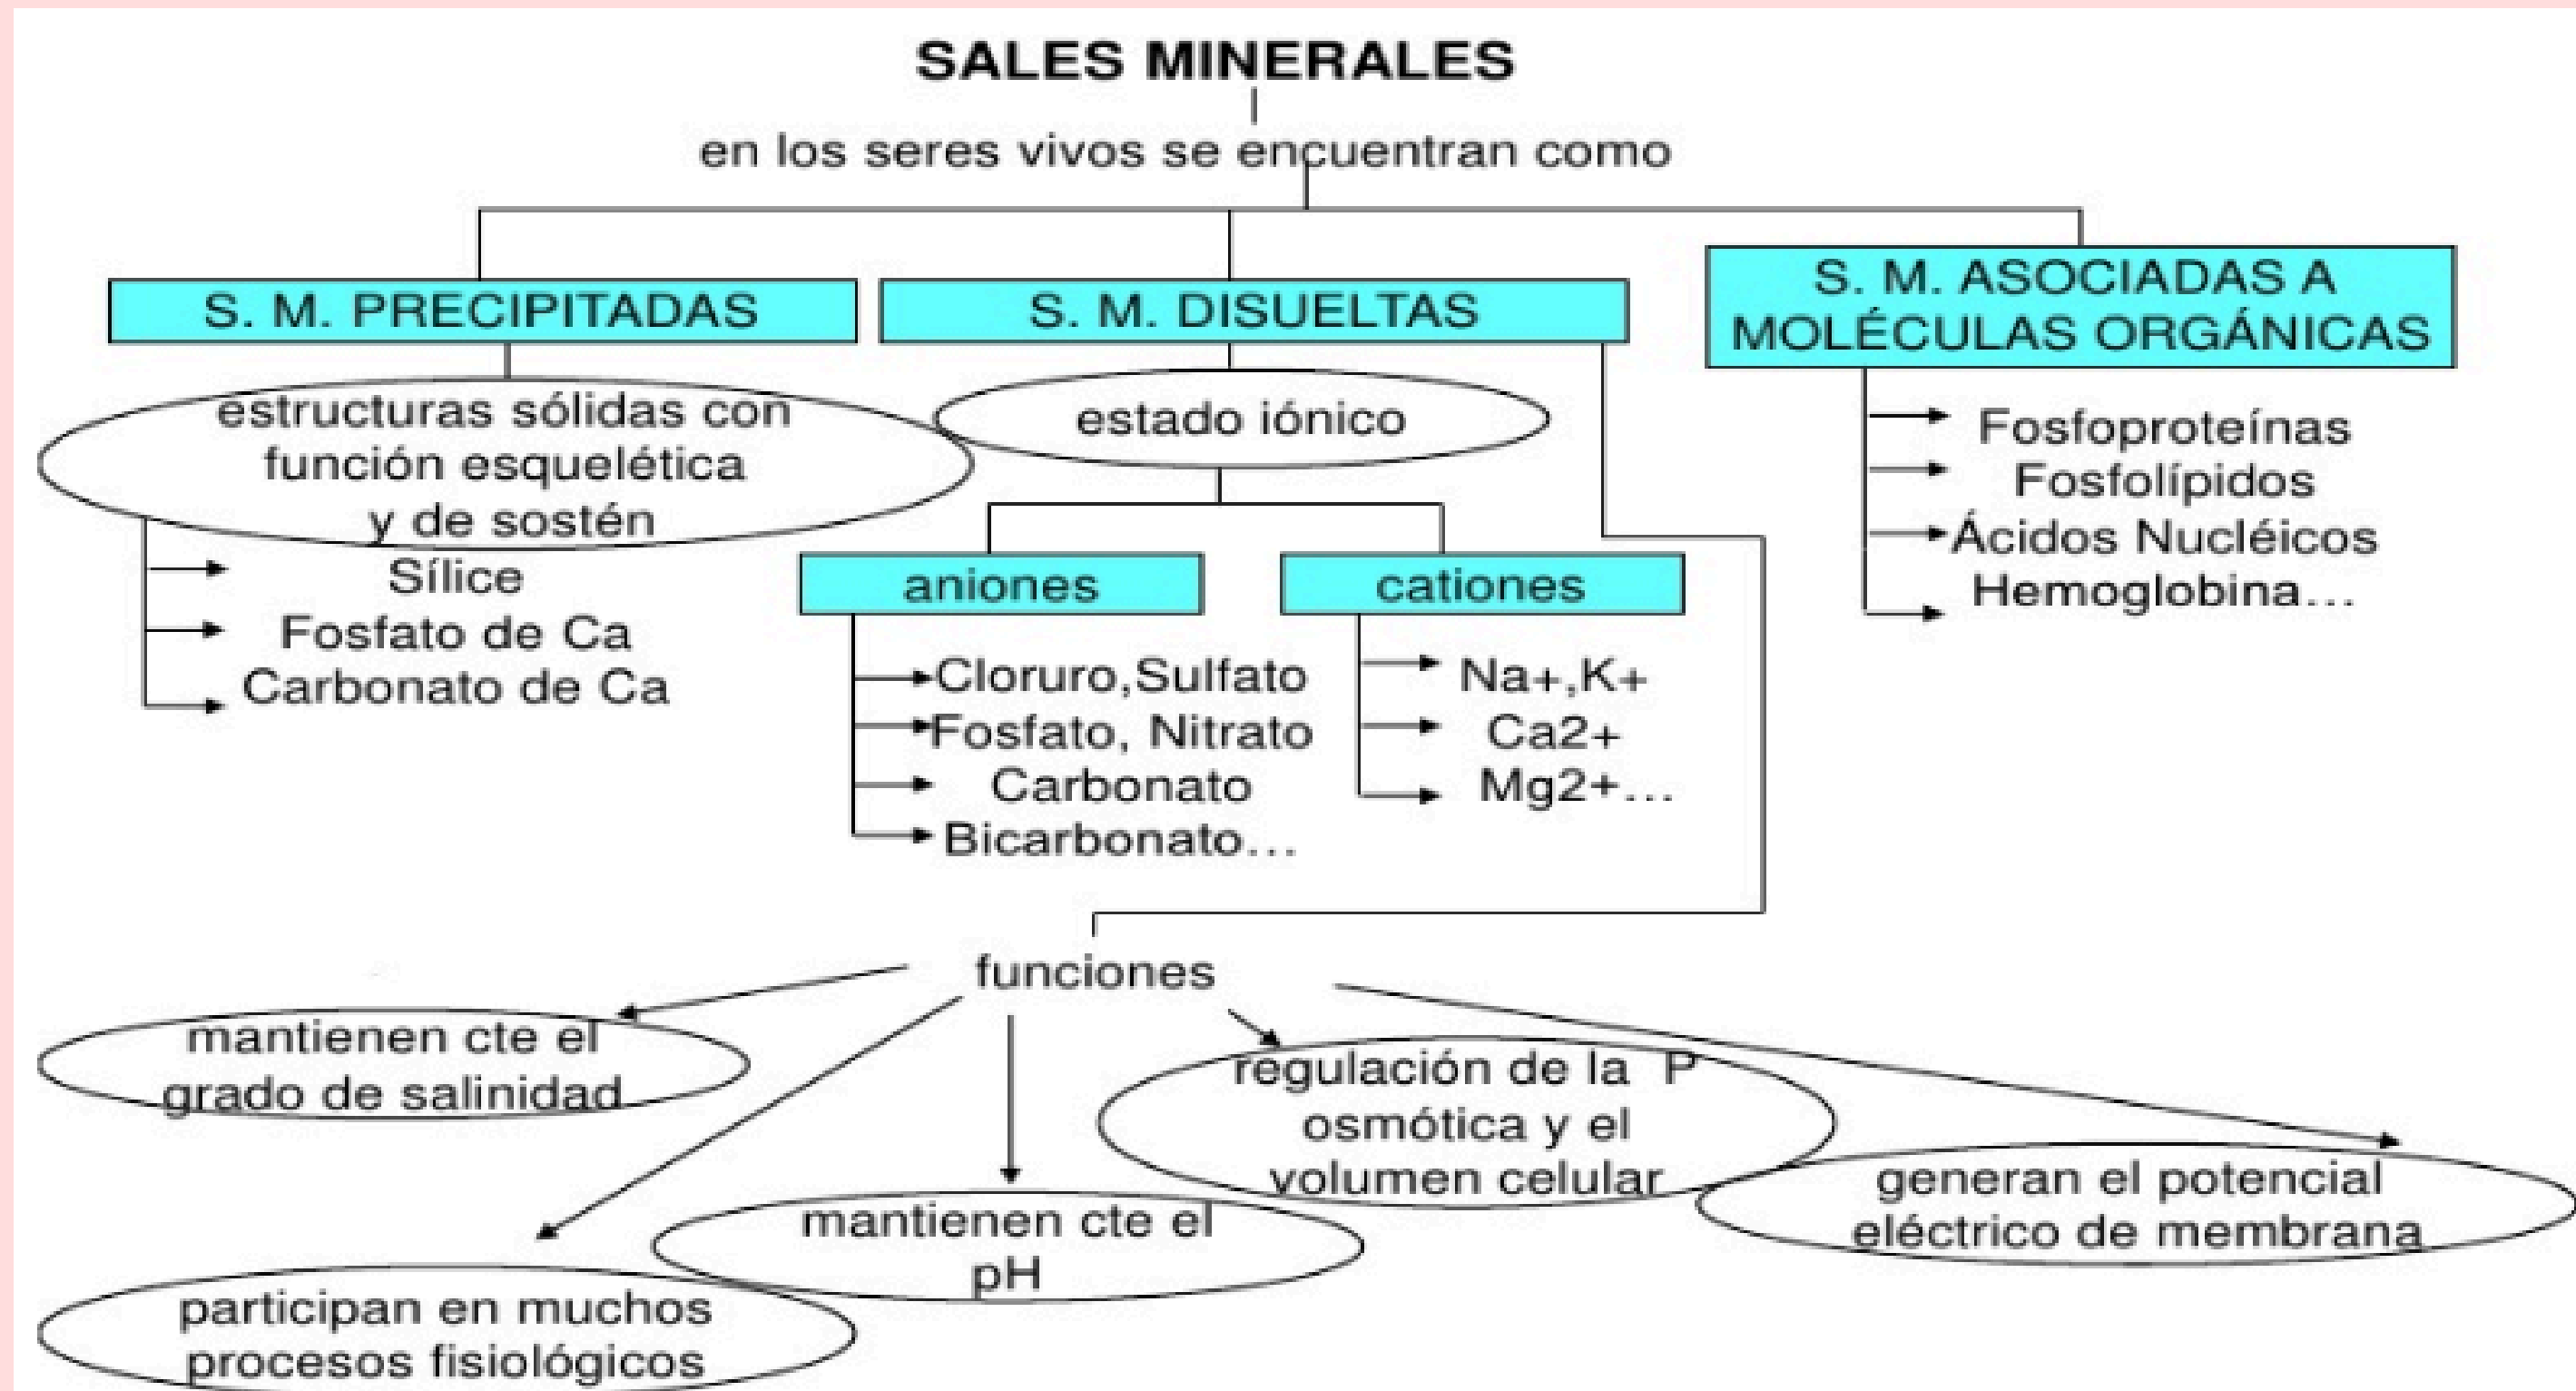 SALES MINERALES
en los seres vivos se encuentran como
S. M. PRECIPITADAS
estructuras sólidas con
función esquelética
y de sostén
Sílice
Fosfato de Ca
Carbonato de Ca
S. M. DISUELTAS
estado iónico
aniones
Cloruro,Sulfato
Fosfato, Nitrato
Carbonato
Bicarbonato...
cationes
Na+,K+
Ca2+
Mg2+...
S. M. ASOCIADAS A
MOLÉCULAS ORGÁNICAS
Fosfoproteínas
Fosfolípidos
Ácidos Nucléicos
Hemoglobina...
funciones
mantienen cte el
grado de salinidad
participan en muchos
procesos fisiológicos
mantienen cte el
pH
regulación de la P
osmótica y el
volumen celular
generan el potencial
eléctrico de membrana